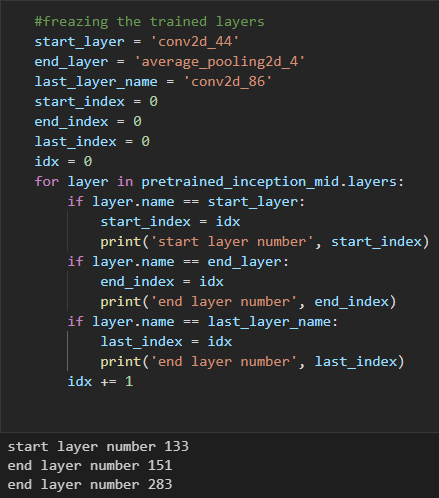 #freazing the trained layers
start_layer = 'conv2d_44'
end_layer = 'average_pooling2d_4'
last_layer_name = 'conv2d_86'
start_index = 0
end_index = 0
last_index = 0
idx = 0
for layer in pretrained_inception_mid.layers:
    if layer.name == start_layer:
        start_index = idx
        print('start layer number', start_index)
    if layer.name == end_layer:
        end_index = idx
        print('end layer number', end_index)
    if layer.name == last_layer_name:
        last_index = idx
        print('end layer number', last_index)
    idx += 1
start layer number 133
end layer number 151
end layer number 283